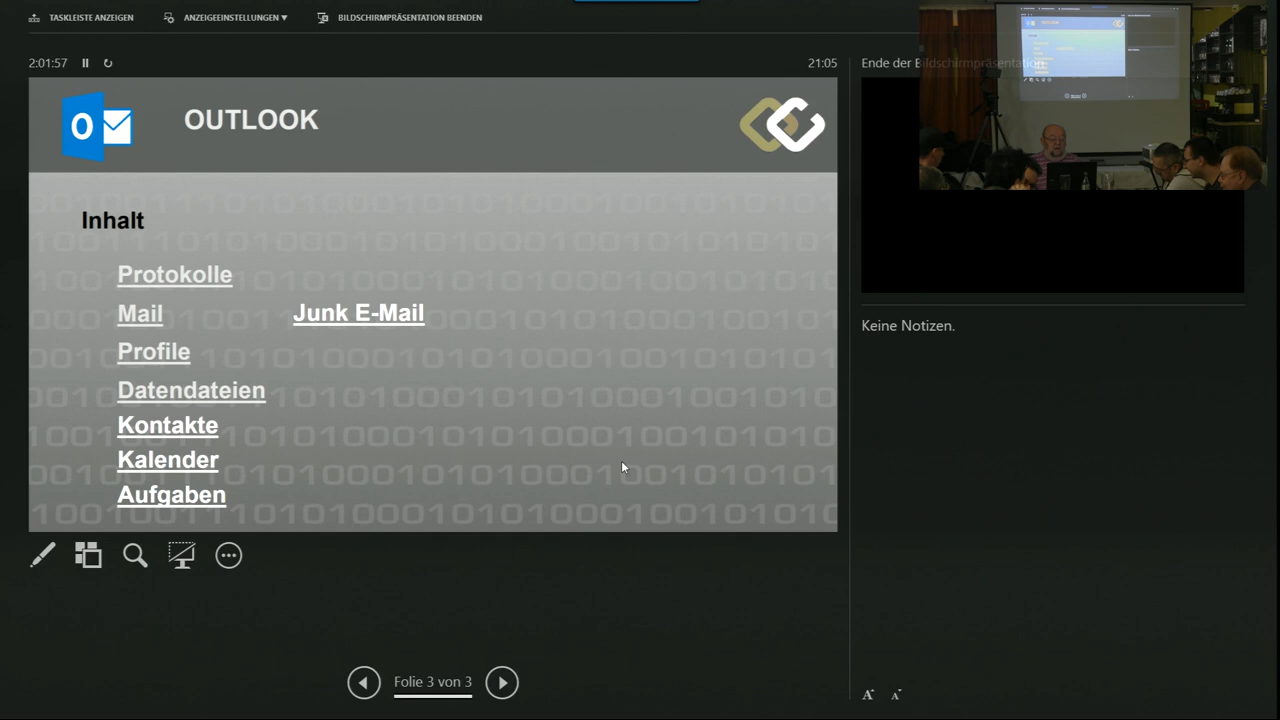 TASKLEISTE ANZEIGEN
ANZEIGEEINSTELLUNGEN
BILDSCHIRMPRÄSENTATION BEENDEN
2:01:57
21:05
Ende der Bildschirmpräsentation
OUTLOOK
Inhalt
Protokolle
Mail
Junk E-Mail
Profile
Datendateien
Kontakte
Kalender
Aufgaben
Keine Notizen.
Folie 3 von 3